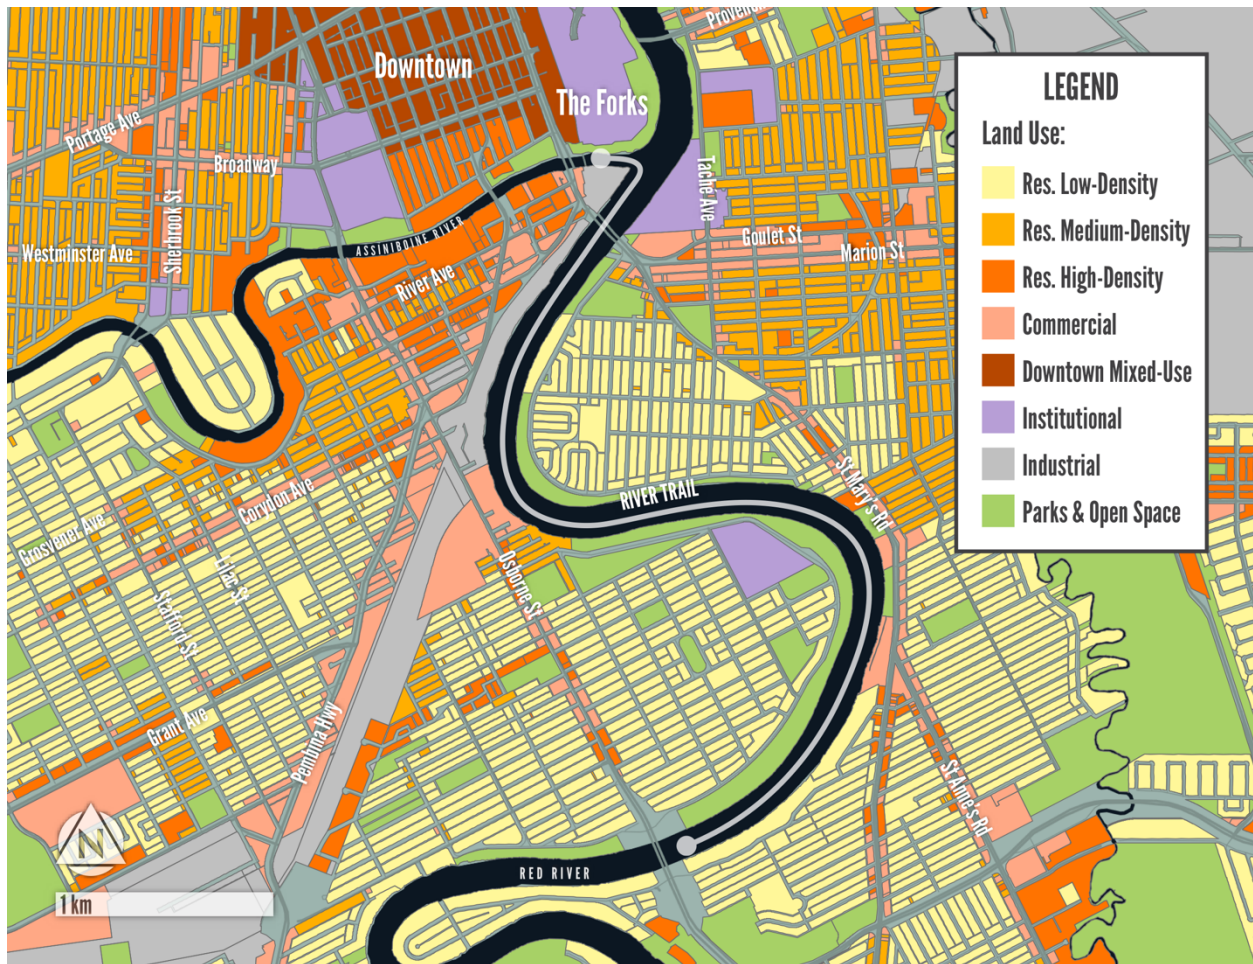 Provenc
Downtown
The Forks
Portage Ave
Broadway
Sherbrook St
Westminster Ave
ASSINIBOINE RIVER
River Ave
Taché Ave
Goulet St
Marion St
LEGEND
Land Use:
Res. Low-Density
Res. Medium-Density
Res. High-Density
Commercial
Downtown Mixed-Use
Institutional
Industrial
Parks & Open Space
Corydon Ave
Grosvener Ave
Lilac St
Stafford St
RIVER TRAIL
St Mary's Rd
Osborne St
Grant Ave
Pembina Hwy
St Anne's Rd
N
1 km
RED RIVER